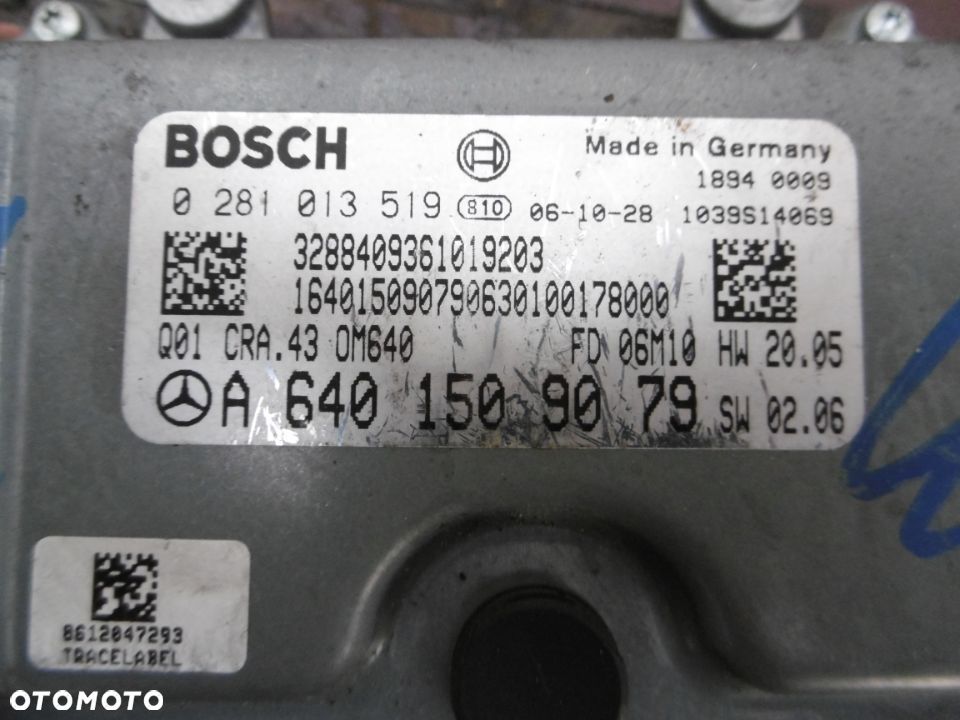 BOSCH
Made in Germany
1894 0009
0 281 013 519 810 06-10-28 1039S14069
3288409361019203
164015090790630100178000
Q01 CRA.43 OM640 FD 06M10 HW 20.05
A 640 150 90 79 SW 02.06
8612047293
TRACELABEL
OTOMOTO